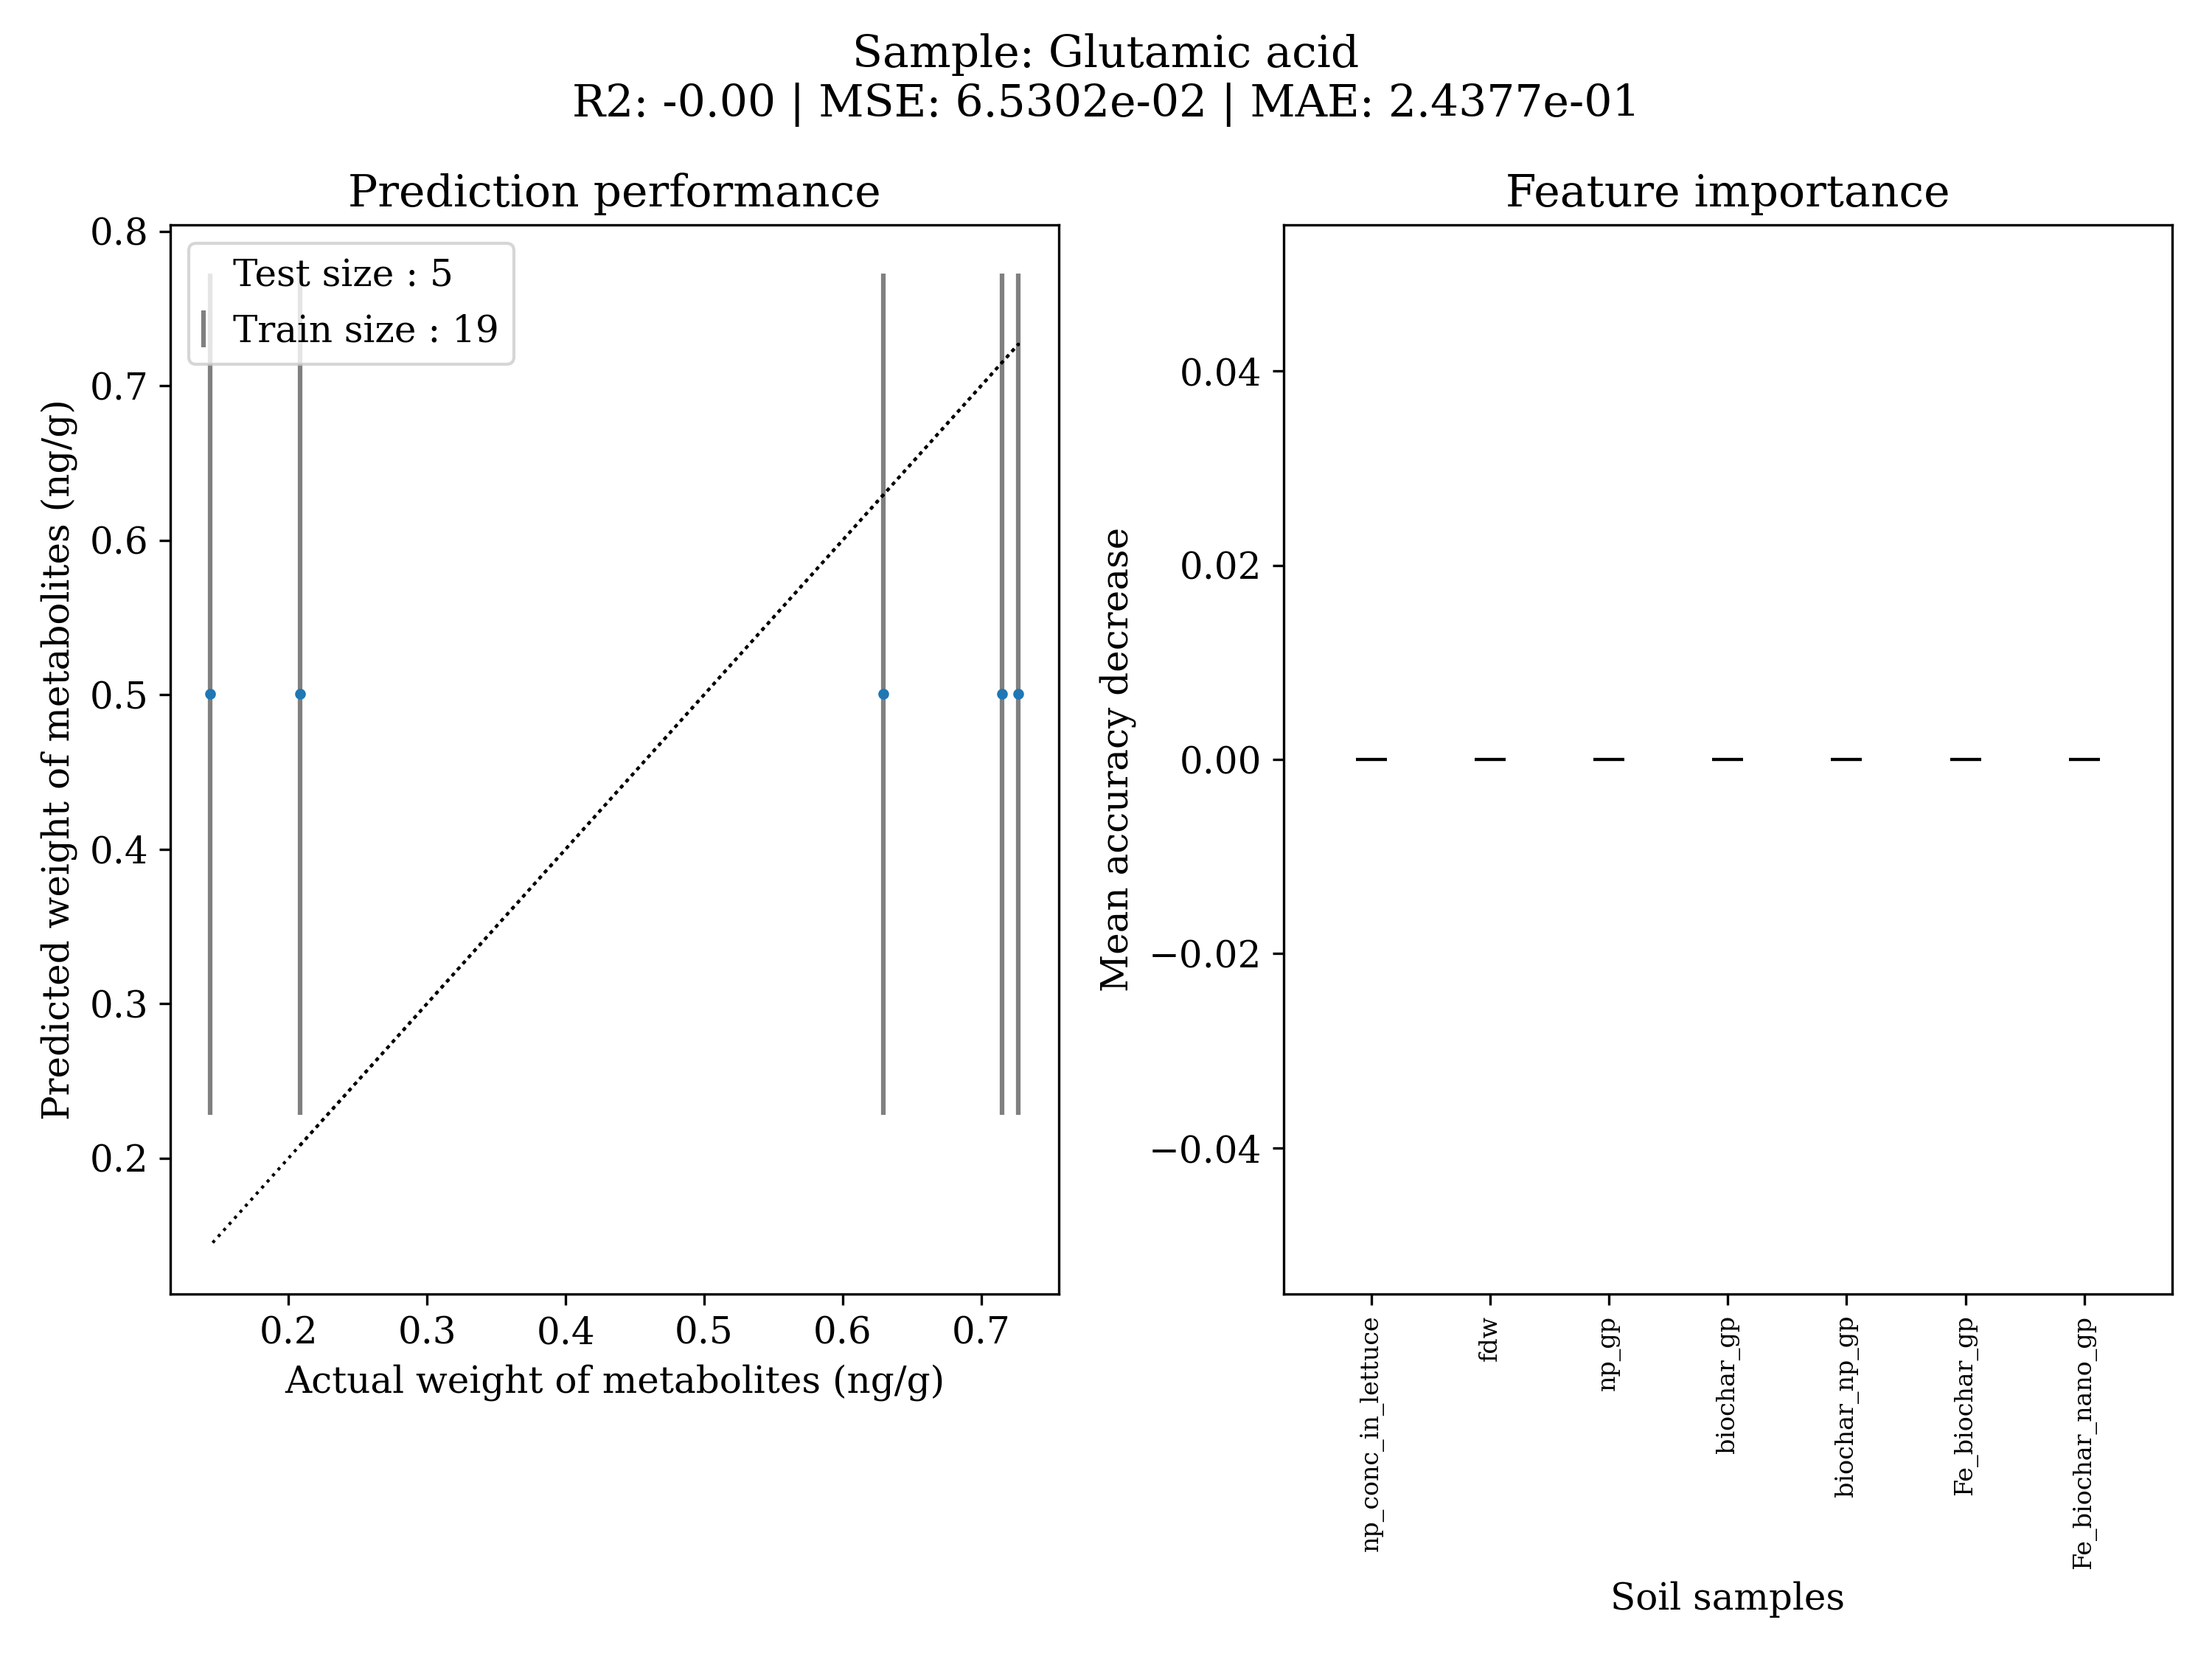 Sample: Glutamic acid
R2: -0.00 | MSE: 6.5302e-02 | MAE: 2.4377e-01
Prediction performance
Test size : 5
Train size : 19
0.8
0.7
0.6
0.5
0.4
0.3
0.2
Predicted weight of metabolites (ng/g)
0.2 0.3 0.4 0.5 0.6 0.7
Actual weight of metabolites (ng/g)
Feature importance
0.04
0.02
0.00
−0.02
−0.04
Mean accuracy decrease
np_conc_in_lettuce
fdw
np_gp
biochar_gp
biochar_np_gp
Fe_biochar_gp
Fe_biochar_nano_gp
Soil samples